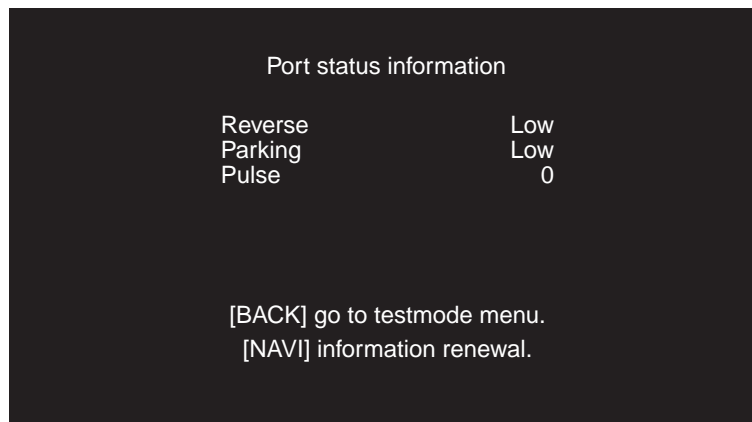 Port status information
Reverse Low
Parking Low
Pulse 0
[BACK] go to testmode menu.
[NAVI] information renewal.